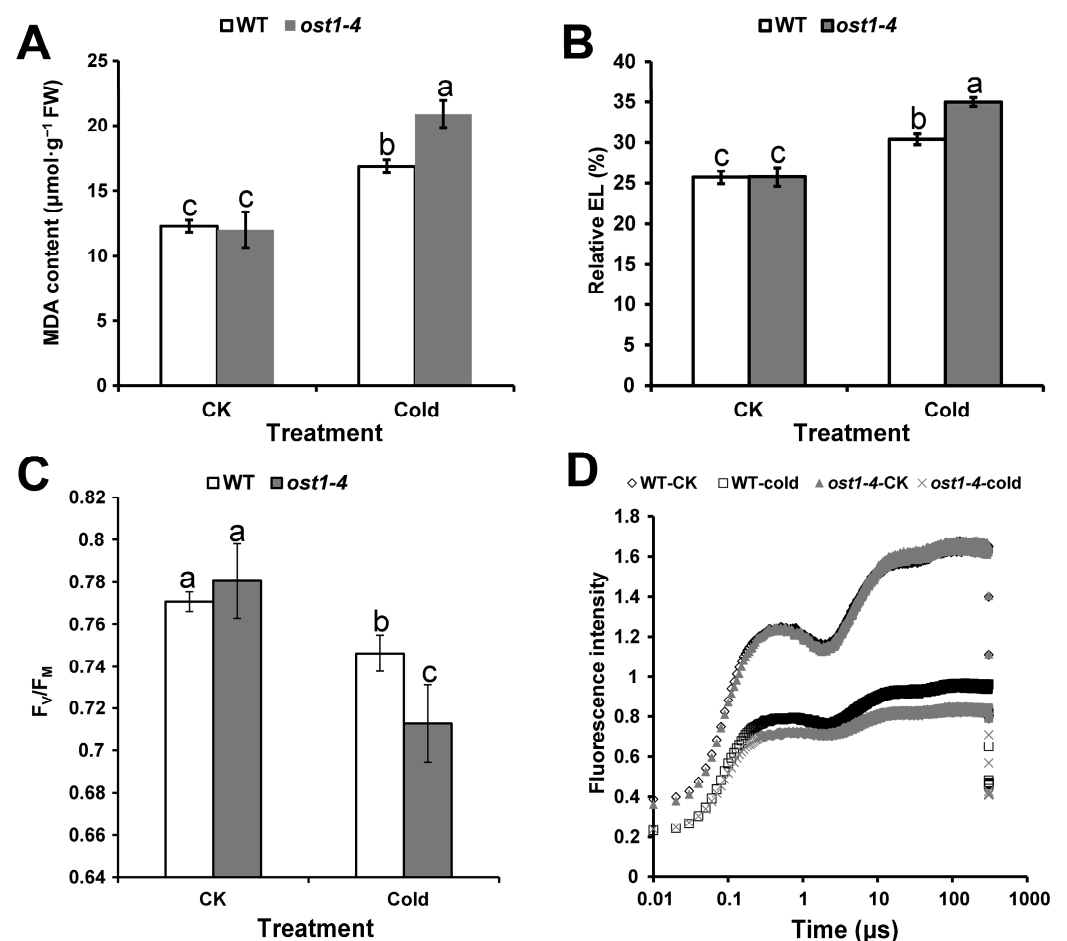 A
WT ost1-4
MDA content (µmol·g⁻¹ FW)
25
20
15
10
5
0
c
c
b
a
CK Cold
Treatment
B
WT ost1-4
Relative EL (%)
40
35
30
25
20
15
10
5
0
c
c
b
a
CK Cold
Treatment
C
WT ost1-4
Fv/FM
0.82
0.8
0.78
0.76
0.74
0.72
0.7
0.68
0.66
0.64
a
a
b
c
CK Cold
Treatment
D
WT-CK WT-cold ost1-4-CK ost1-4-cold
Fluorescence intensity
1.8
1.6
1.4
1.2
1
0.8
0.6
0.4
0.2
0
0.01 0.1 1 10 100 1000
Time (µs)